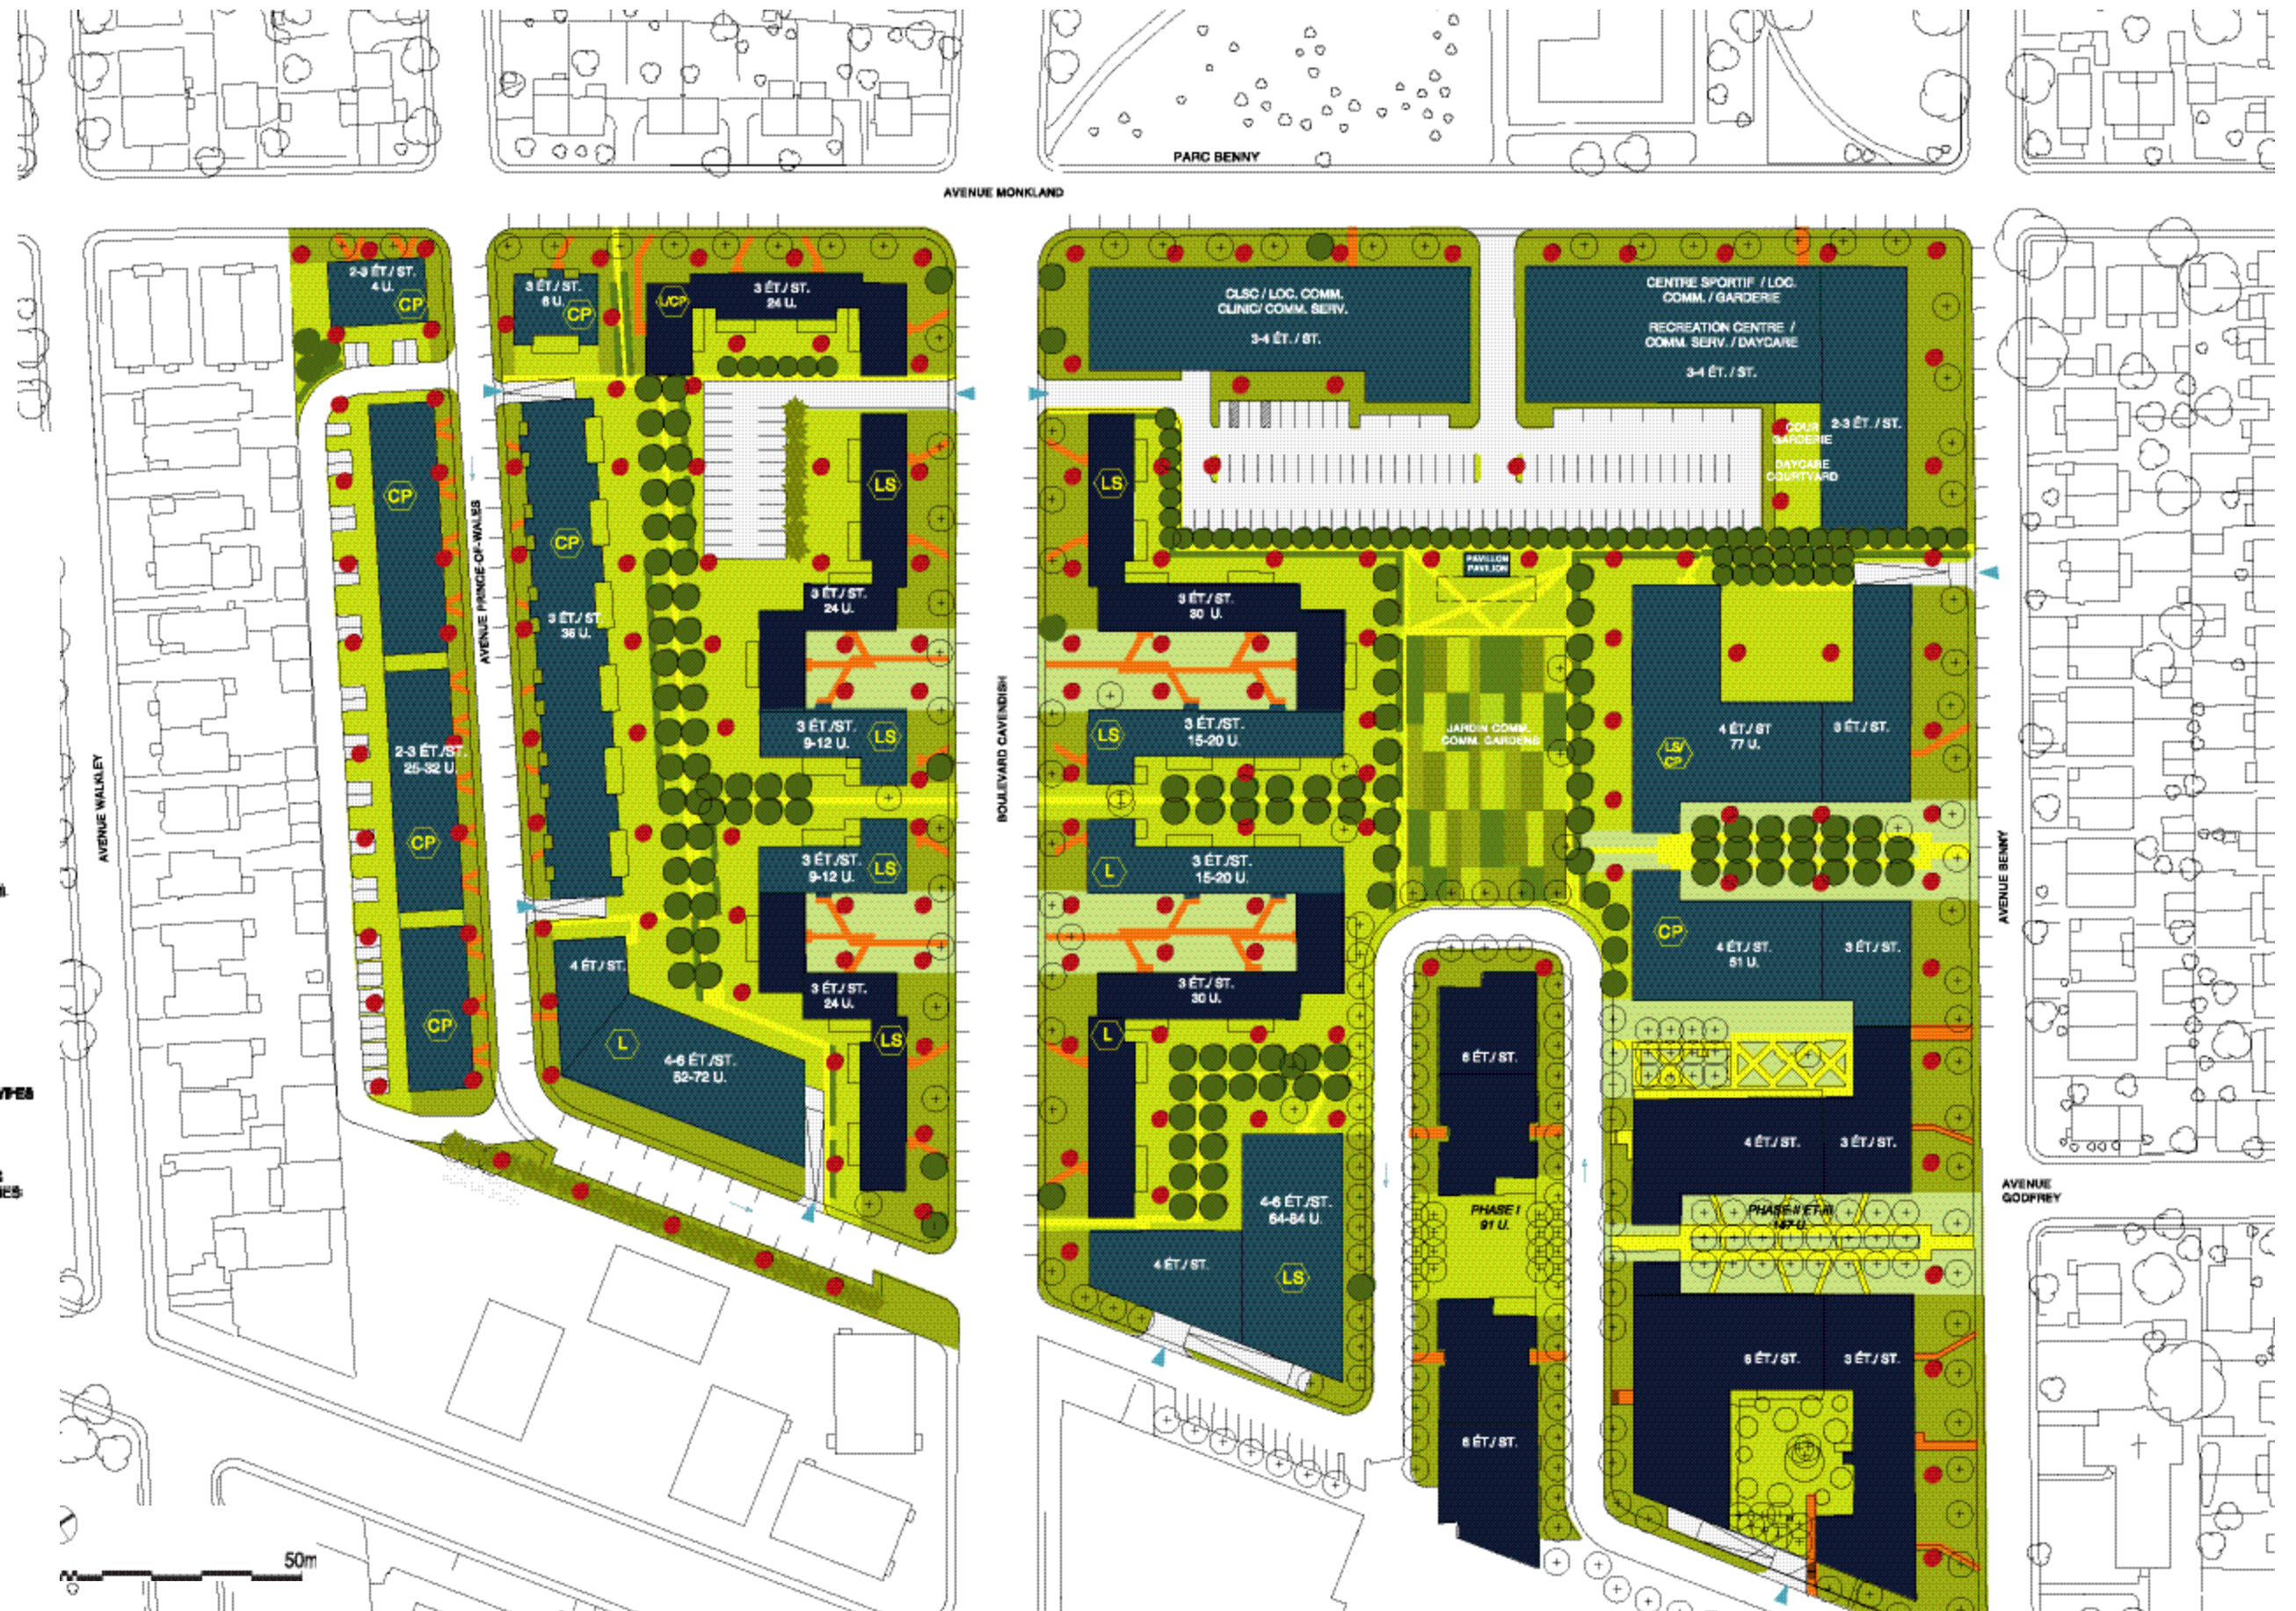 PARC BENNY
AVENUE MONKLAND
2-3 ÉT./ST.
4 U.
CP
3 ÉT./ST.
6 U.
CP
L/CP
3 ÉT./ST.
24 U.
CLSC / LOC. COMM.
CLINIC/ COMM. SERV.
3-4 ÉT./ST.
CENTRE SPORTIF / LOC.
COMM. / GARDERIE
RECREATION CENTRE /
COMM. SERV. / DAYCARE
3-4 ÉT./ST.
COUR
GARDERIE
DAYCARE
COURTYARD
2-3 ÉT./ST.
CP
CP
LS
LS
AVENUE PRINCE-OF-WALES
3 ÉT./ST
36 U.
3 ÉT./ST.
24 U.
3 ÉT./ST.
30 U.
PAVILLON
PAVILION
BOULEVARD CAVENDISH
2-3 ÉT./ST.
25-32 U.
CP
3 ÉT./ST.
9-12 U.
LS
LS
3 ÉT./ST.
15-20 U.
JARDIN COMM.
COMM. GARDENS
LS/
CP
4 ÉT./ST
77 U.
3 ÉT./ST.
AVENUE WALKLEY
3 ÉT./ST.
9-12 U.
LS
L
3 ÉT./ST.
15-20 U.
AVENUE BENNY
4 ÉT./ST.
CP
4 ÉT./ST.
51 U.
3 ÉT./ST.
3 ÉT./ST.
24 U.
3 ÉT./ST.
30 U.
CP
L
4-6 ÉT./ST.
52-72 U.
LS
L
6 ÉT./ST.
4 ÉT./ST.
3 ÉT./ST.
4-6 ÉT./ST.
64-84 U.
PHASE I
91 U.
PHASE II ET III
AVENUE
GODFREY
4 ÉT./ST.
LS
6 ÉT./ST.
3 ÉT./ST.
6 ÉT./ST.
50m